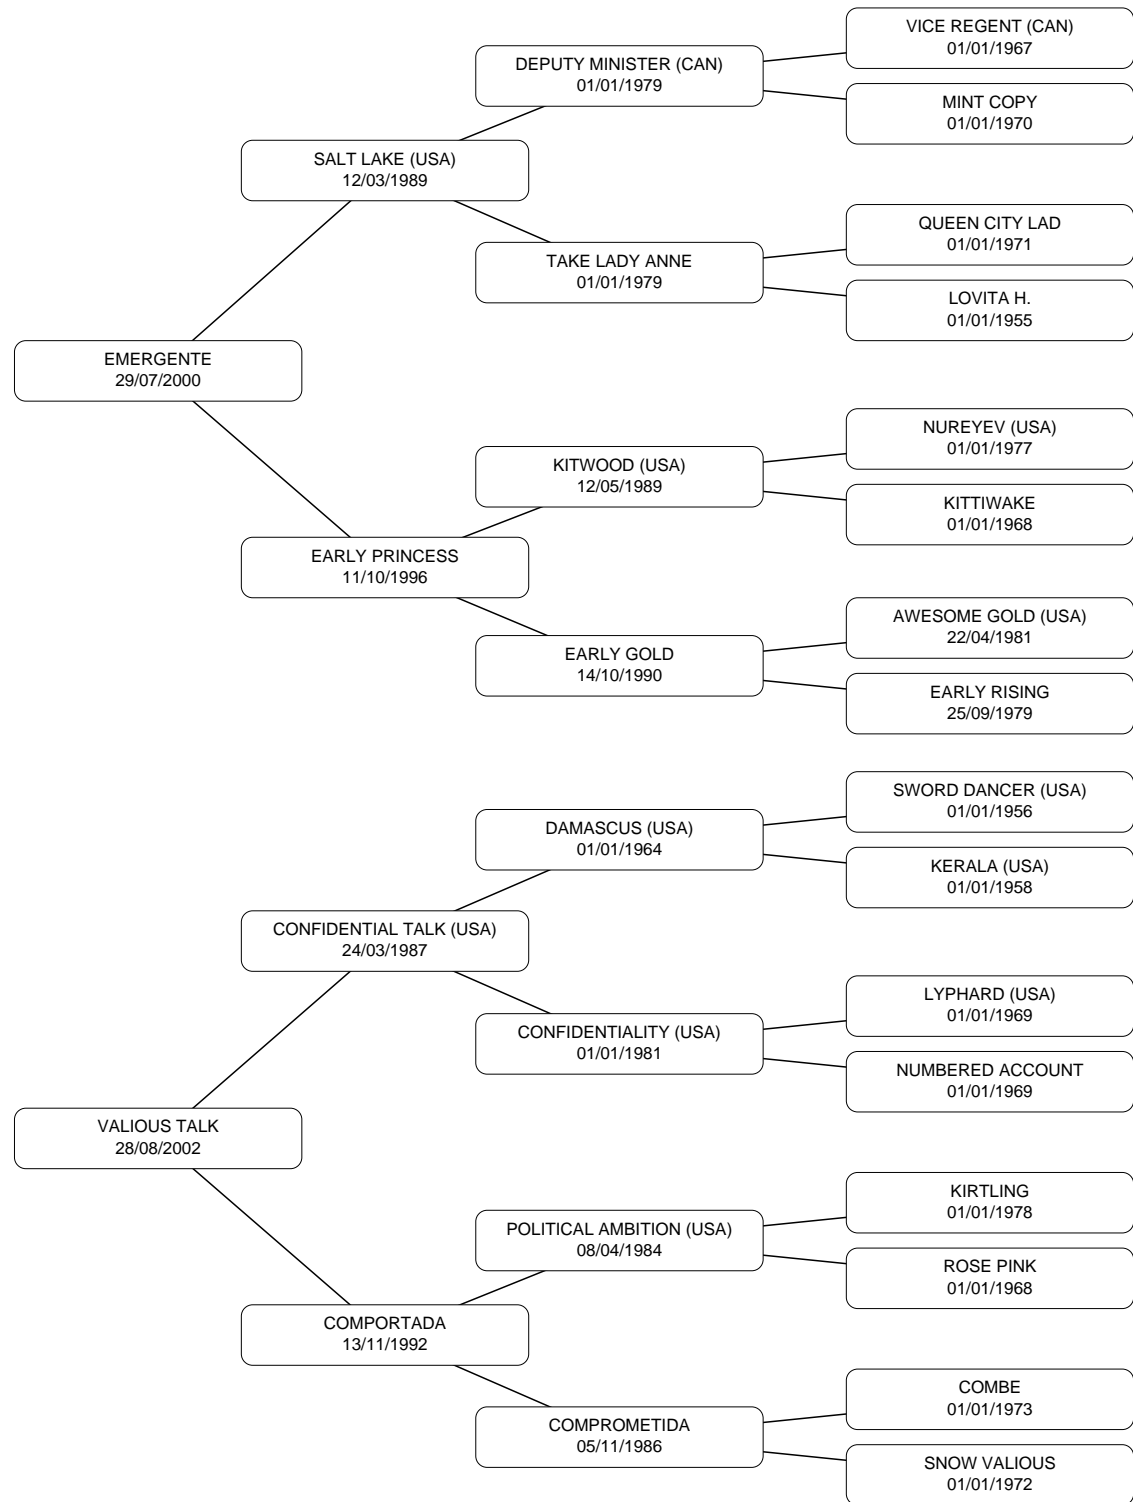 VICE REGENT (CAN)
01/01/1967
DEPUTY MINISTER (CAN)
01/01/1979
MINT COPY
01/01/1970
SALT LAKE (USA)
12/03/1989
QUEEN CITY LAD
01/01/1971
TAKE LADY ANNE
01/01/1979
LOVITA H.
01/01/1955
EMERGENTE
29/07/2000
NUREYEV (USA)
01/01/1977
KITWOOD (USA)
12/05/1989
KITTIWAKE
01/01/1968
EARLY PRINCESS
11/10/1996
AWESOME GOLD (USA)
22/04/1981
EARLY GOLD
14/10/1990
EARLY RISING
25/09/1979
SWORD DANCER (USA)
01/01/1956
DAMASCUS (USA)
01/01/1964
KERALA (USA)
01/01/1958
CONFIDENTIAL TALK (USA)
24/03/1987
LYPHARD (USA)
01/01/1969
CONFIDENTIALITY (USA)
01/01/1981
NUMBERED ACCOUNT
01/01/1969
VALIOUS TALK
28/08/2002
KIRTLING
01/01/1978
POLITICAL AMBITION (USA)
08/04/1984
ROSE PINK
01/01/1968
COMPORTADA
13/11/1992
COMBE
01/01/1973
COMPROMETIDA
05/11/1986
SNOW VALIOUS
01/01/1972